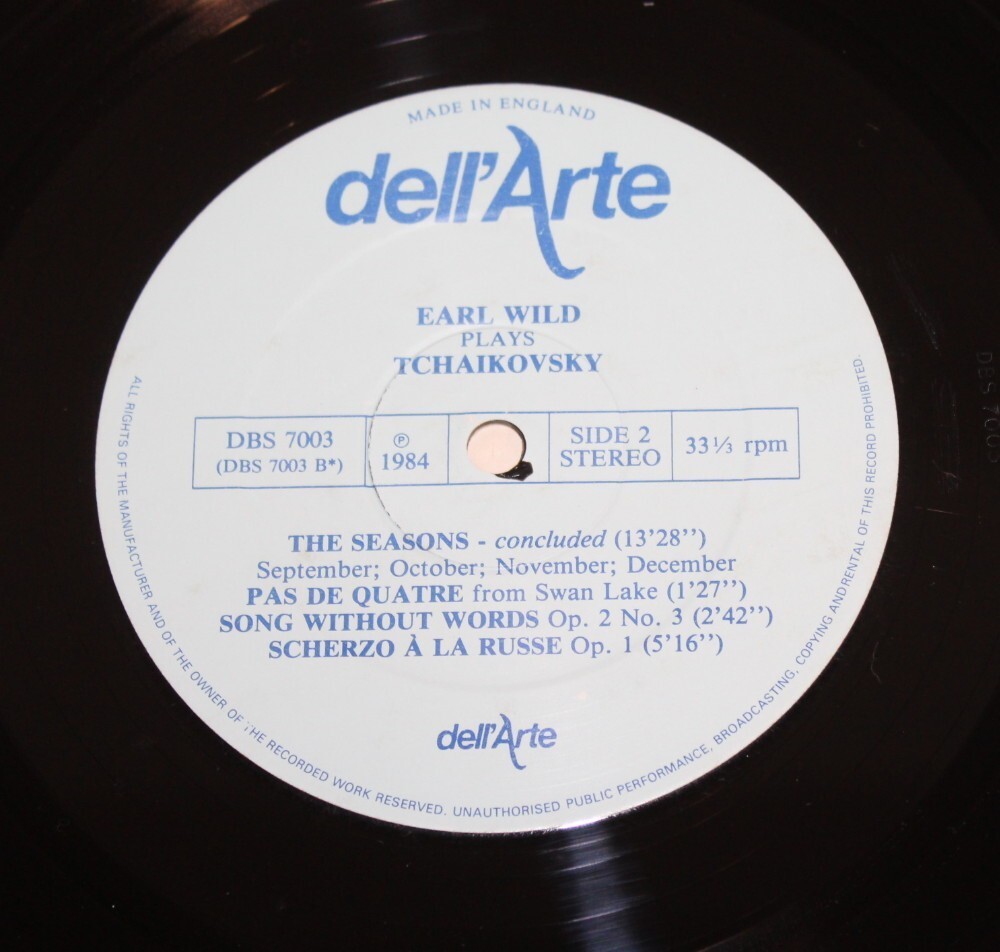 MADE IN ENGLAND
dell'Arte
EARL WILD
PLAYS
TCHAIKOVSKY
DBS 7003
(DBS 7003 B*)
℗
1984
SIDE 2
STEREO
33⅓ rpm
THE SEASONS - concluded (13'28'')
September; October; November; December
PAS DE QUATRE from Swan Lake (1'27'')
SONG WITHOUT WORDS Op. 2 No. 3 (2'42'')
SCHERZO À LA RUSSE Op. 1 (5'16'')
dell'Arte
ALL RIGHTS OF THE MANUFACTURER AND OF THE OWNER OF THE RECORDED WORK RESERVED. UNAUTHORISED PUBLIC PERFORMANCE, BROADCASTING, COPYING ANDRENTAL OF THIS RECORD PROHIBITED.